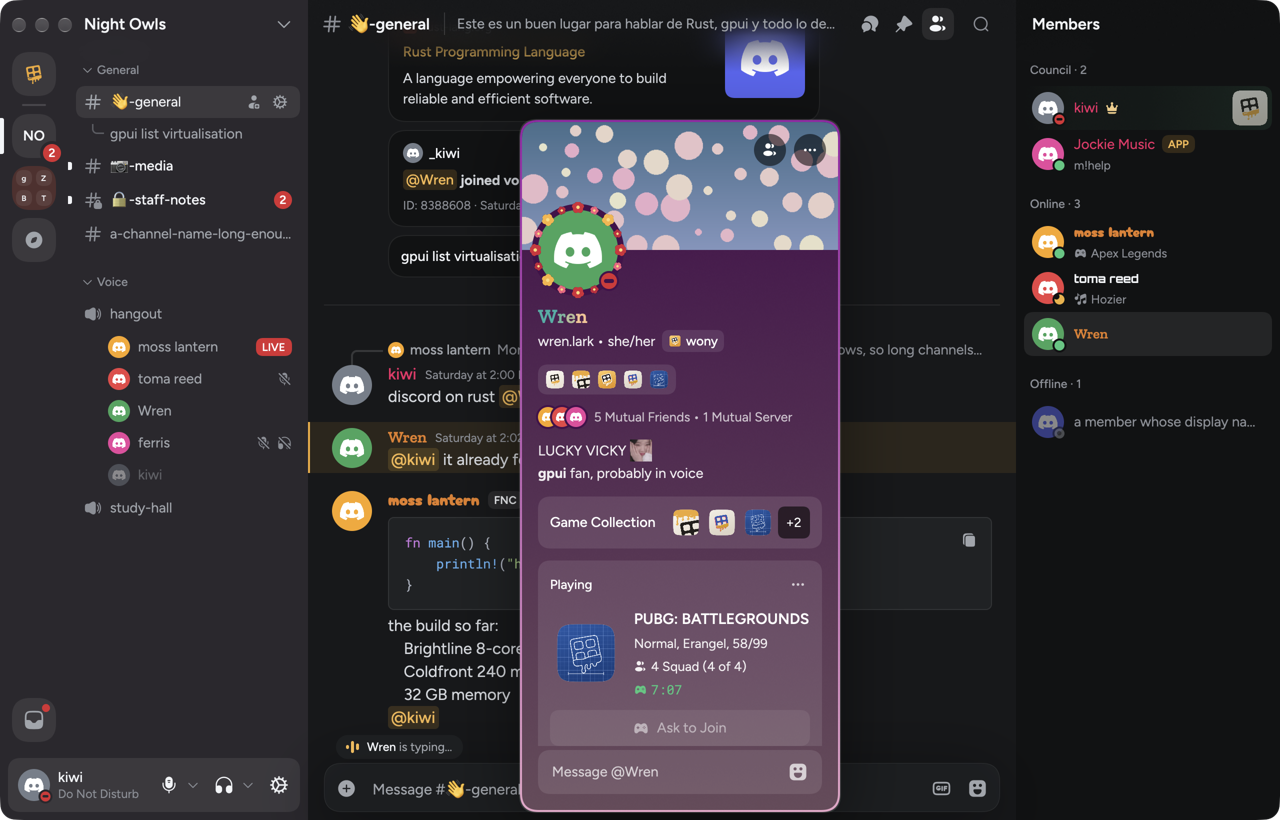 Night Owls
General
👋-general
gpui list virtualisation
📷-media
🔒-staff-notes
2
a-channel-name-long-enou...
NO
2
g Z
B T
Voice
hangout
moss lantern
LIVE
toma reed
Wren
ferris
kiwi
study-hall
kiwi
Do Not Disturb
👋-general
Este es un buen lugar para hablar de Rust, gpui y todo lo de...
Rust Programming Language
A language empowering everyone to build
reliable and efficient software.
_kiwi
@Wren joined vo
ID: 8388608 · Saturda
gpui list virtualisati
moss lantern
ows, so long channels...
kiwi Saturday at 2:00
discord on rust
Wren Saturday at 2:02
@kiwi it already
moss lantern FNC
fn main() {
println!("h
}
the build so far:
Brightline 8-core
Coldfront 240 m
32 GB memory
@kiwi
Wren is typing...
Message #👋-general
GIF
Wren
wren.lark • she/her wony
5 Mutual Friends • 1 Mutual Server
LUCKY VICKY
gpui fan, probably in voice
Game Collection
+2
Playing
PUBG: BATTLEGROUNDS
Normal, Erangel, 58/99
4 Squad (4 of 4)
7:07
Ask to Join
Message @Wren
Members
Council · 2
kiwi
Jockie Music APP
m!help
Online · 3
moss lantern
Apex Legends
toma reed
Hozier
Wren
Offline · 1
a member whose display na...